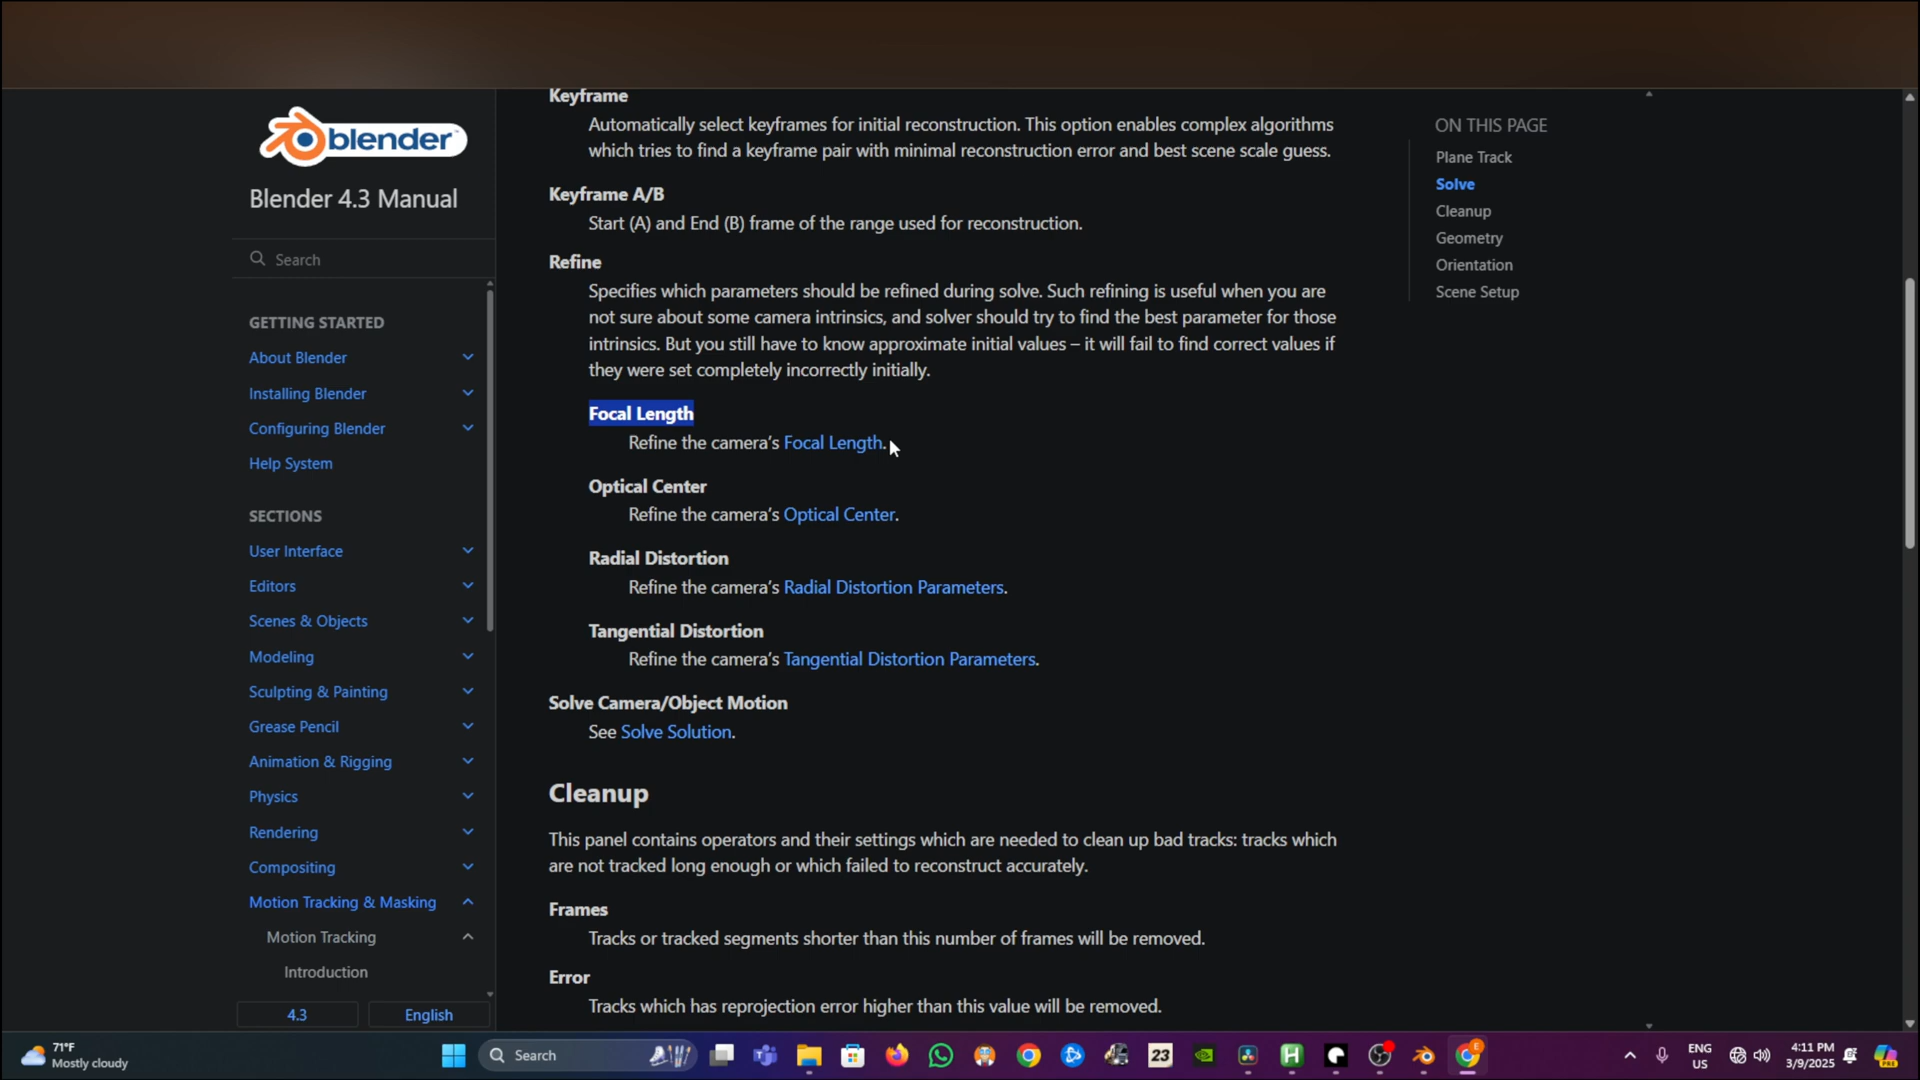 blender
Blender 4.3 Manual
Search
GETTING STARTED
About Blender
Installing Blender
Configuring Blender
Help System
SECTIONS
User Interface
Editors
Scenes & Objects
Modeling
Sculpting & Painting
Grease Pencil
Animation & Rigging
Physics
Rendering
Compositing
Motion Tracking & Masking
Motion Tracking
Introduction
4.3
English
Keyframe
Automatically select keyframes for initial reconstruction. This option enables complex algorithms
which tries to find a keyframe pair with minimal reconstruction error and best scene scale guess.
Keyframe A/B
Start (A) and End (B) frame of the range used for reconstruction.
Refine
Specifies which parameters should be refined during solve. Such refining is useful when you are
not sure about some camera intrinsics, and solver should try to find the best parameter for those
intrinsics. But you still have to know approximate initial values – it will fail to find correct values if
they were set completely incorrectly initially.
Focal Length
Refine the camera’s Focal Length.
Optical Center
Refine the camera’s Optical Center.
Radial Distortion
Refine the camera’s Radial Distortion Parameters.
Tangential Distortion
Refine the camera’s Tangential Distortion Parameters.
Solve Camera/Object Motion
See Solve Solution.
Cleanup
This panel contains operators and their settings which are needed to clean up bad tracks: tracks which
are not tracked long enough or which failed to reconstruct accurately.
Frames
Tracks or tracked segments shorter than this number of frames will be removed.
Error
Tracks which has reprojection error higher than this value will be removed.
ON THIS PAGE
Plane Track
Solve
Cleanup
Geometry
Orientation
Scene Setup
71°F
Mostly cloudy
Search
23
ENG
US
4:11 PM
3/9/2025